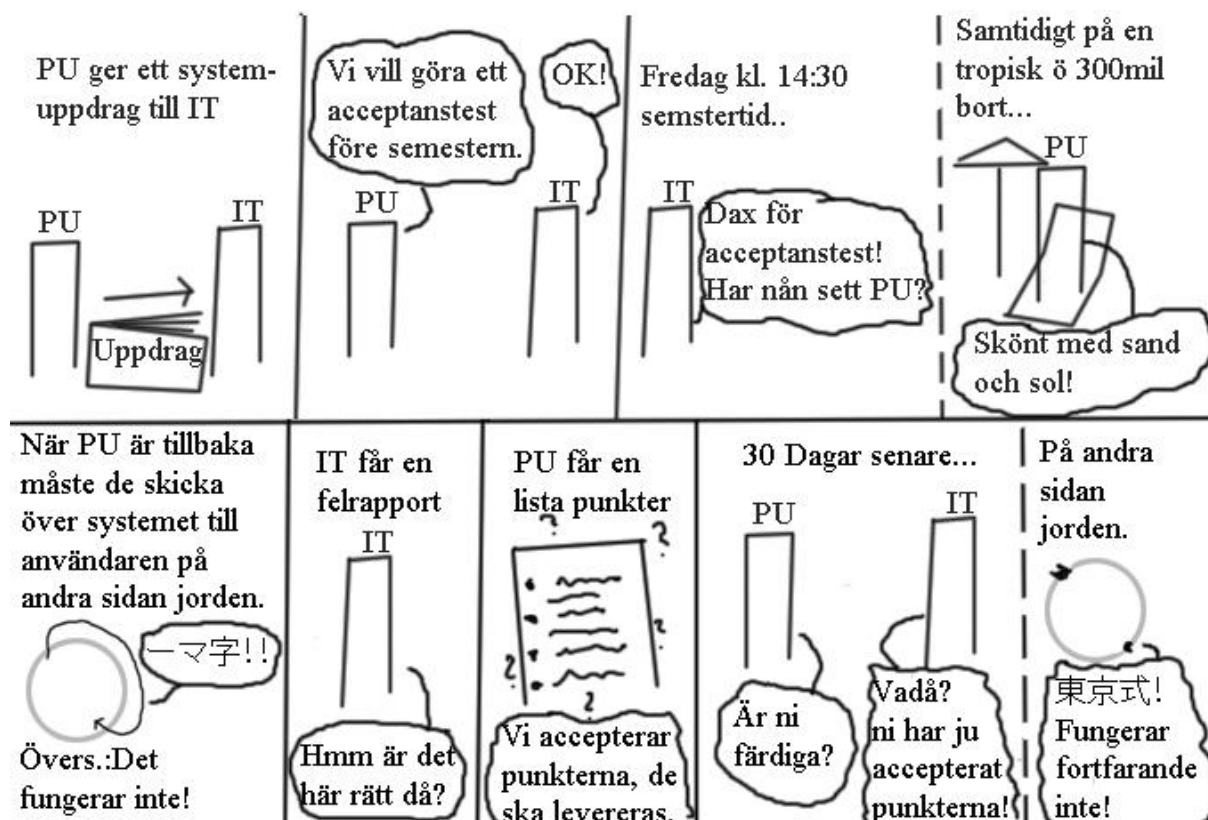 PU ger ett system-
uppdrag till IT
PU
IT
Uppdrag
Vi vill göra ett
acceptanstest
före semestern.
OK!
PU
IT
Fredag kl. 14:30
semstertid..
IT
Dax för
acceptanstest!
Har nån sett PU?
Samtidigt på en
tropisk ö 300mil
bort...
PU
Skönt med sand
och sol!
När PU är tillbaka
måste de skicka
över systemet till
användaren på
andra sidan jorden.
ーマ字!!
Övers.:Det
fungerar inte!
IT får en
felrapport
IT
Hmm är det
här rätt då?
PU får en
lista punkter
? ?
? ?
?
Vi accepterar
punkterna, de
ska levereras.
30 Dagar senare...
PU
IT
Är ni
färdiga?
Vadå?
ni har ju
accepterat
punkterna!
På andra
sidan
jorden.
東京式!
Fungerar
fortfarande
inte!